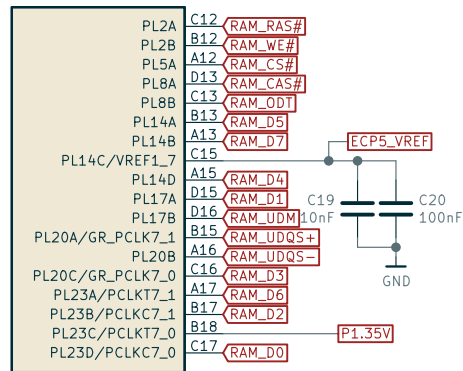 PL2A C12 RAM_RAS#
PL2B B12 RAM_WE#
PL5A A12 RAM_CS#
PL8A D13 RAM_CAS#
PL8B C13 RAM_ODT
PL14A B13 RAM_D5
PL14B A13 RAM_D7
ECP5_VREF
PL14C/VREF1_7 C15
PL14D A15 RAM_D4
PL17A D15 RAM_D1
C19 C20
PL17B D16 RAM_UDM
10nF 100nF
PL20A/GR_PCLK7_1 B15 RAM_UDQS+
PL20B A16 RAM_UDQS-
PL20C/GR_PCLK7_0 C16 RAM_D3
GND
PL23A/PCLKT7_1 A17 RAM_D6
PL23B/PCLKC7_1 B17 RAM_D2
PL23C/PCLKT7_0 B18 P1.35V
PL23D/PCLKC7_0 C17 RAM_D0